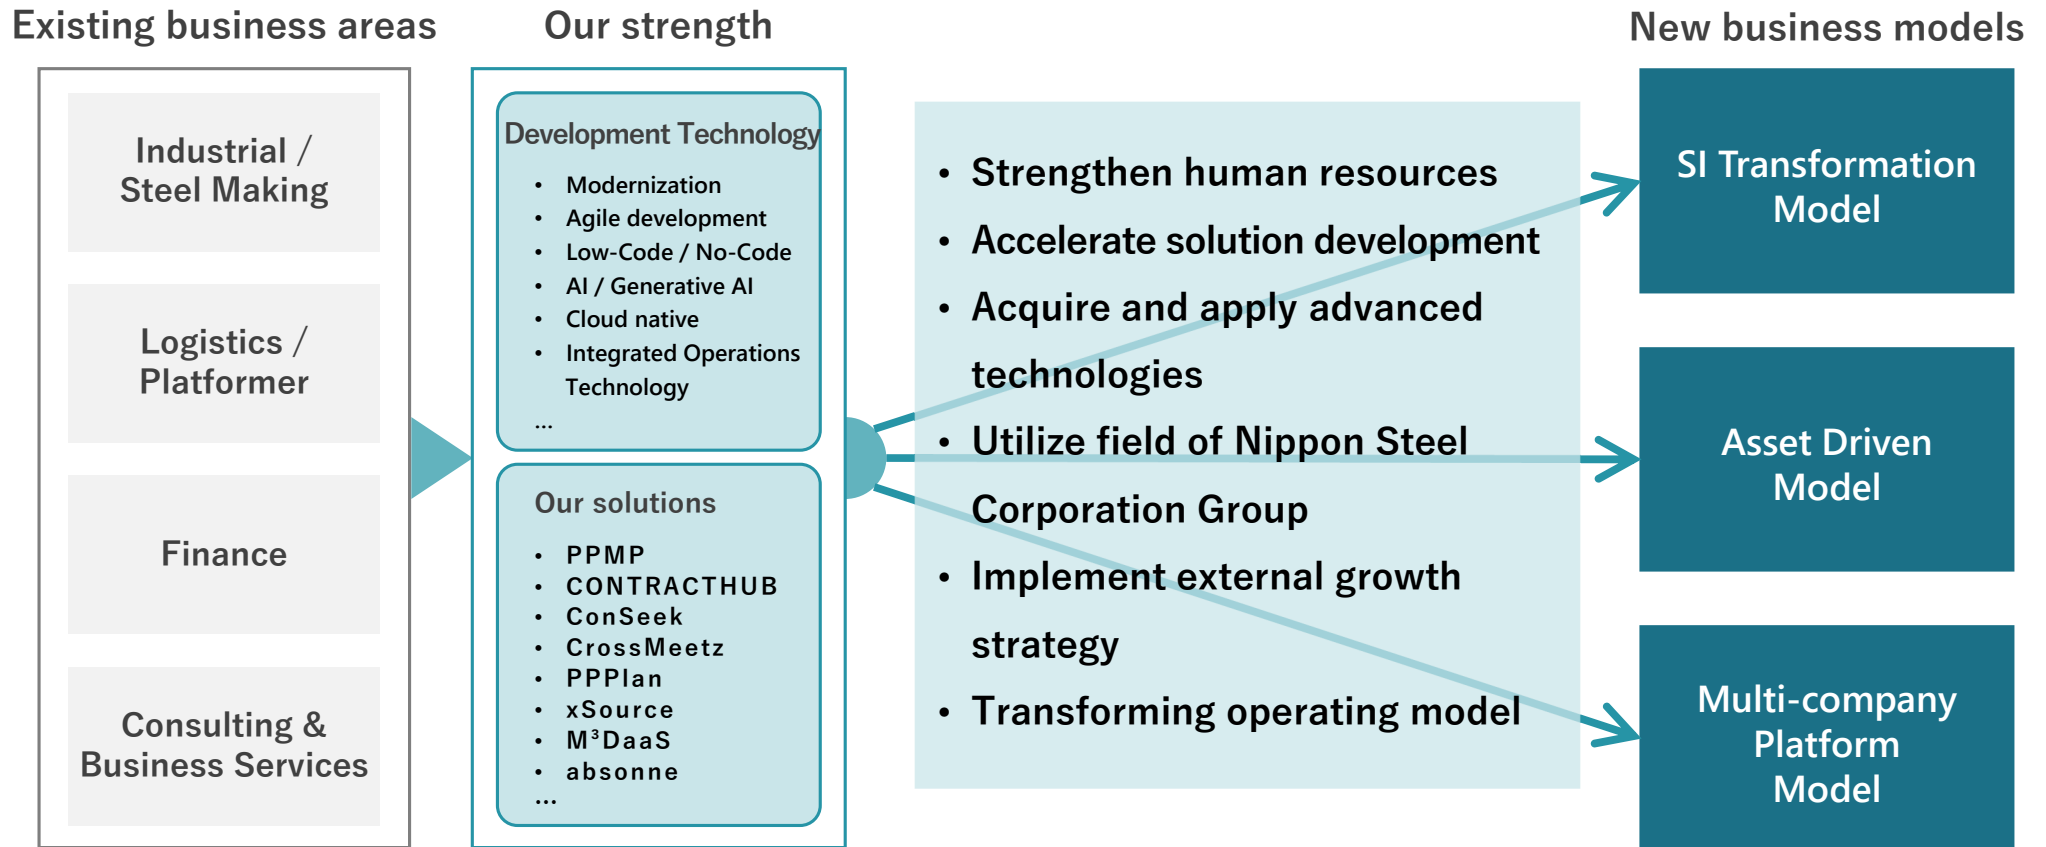 Existing business areas
Industrial /
Steel Making
Logistics /
Platformer
Finance
Consulting &
Business Services
Our strength
Development Technology
• Modernization
• Agile development
• Low-Code / No-Code
• AI / Generative AI
• Cloud native
• Integrated Operations
Technology
...
Our solutions
• PPMP
• CONTRACTHUB
• ConSeek
• CrossMeetz
• PPPlan
• xSource
• M³DaaS
• absonne
...
• Strengthen human resources
• Accelerate solution development
• Acquire and apply advanced
technologies
• Utilize field of Nippon Steel
Corporation Group
• Implement external growth
strategy
• Transforming operating model
New business models
SI Transformation
Model
Asset Driven
Model
Multi-company
Platform
Model